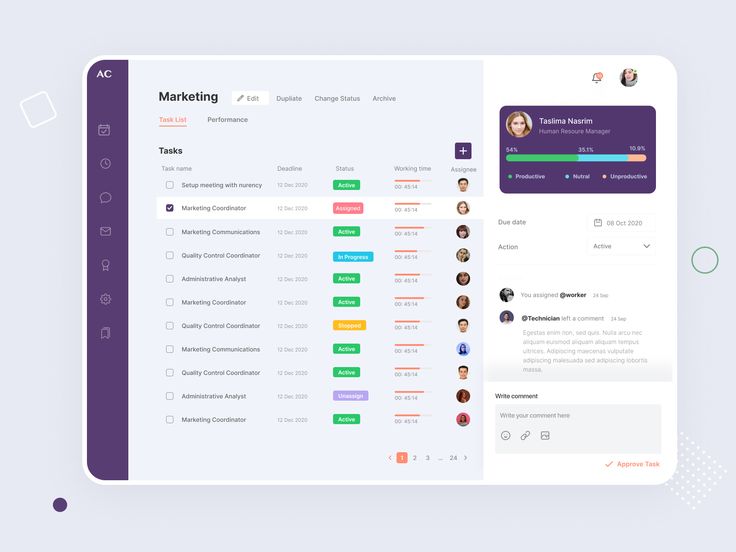 AC
Marketing
Edit
Dupliate
Change Status
Archive
Task List
Performance
Tasks
Task name Deadline Status Working time Assignee
Setup meeting with nurency 12 Dec 2020 Active 00: 45:14
Marketing Coordinator 12 Dec 2020 Assigoed 00: 45:14
Marketing Communications 12 Dec 2020 Active 00: 45:14
Quality Control Coordinator 12 Dec 2020 In Progress 00: 45:14
Administrative Analyst 12 Dec 2020 Active 00: 45:14
Marketing Coordinator 12 Dec 2020 Active 00: 45:14
Quality Control Coordinator 12 Dec 2020 Stopped 00: 45:14
Marketing Communications 12 Dec 2020 Active 00: 45:14
Quality Control Coordinator 12 Dec 2020 Active 00: 45:14
Administrative Analyst 12 Dec 2020 Unassign 00: 45:14
Marketing Coordinator 12 Dec 2020 Active 00: 45:14
1 2 3 ... 24
Taslima Nasrim
Human Resoure Manager
54% 35.1% 10.9%
Productive Nutral Unproductive
Due date 08 Oct 2020
Action Active
You assigned @worker 24 Sep
@Technician left a comment 24 Sep
Egestas enim non, sed quis. Nulla arcu nec
aliquam euismod aliquam aliquam tempus
ultrices. Adipiscing maecenas vulputate
adipiscing malesuada sed adipiscing lobortis
massa.
Write comment
Write your comment here
Approve Task